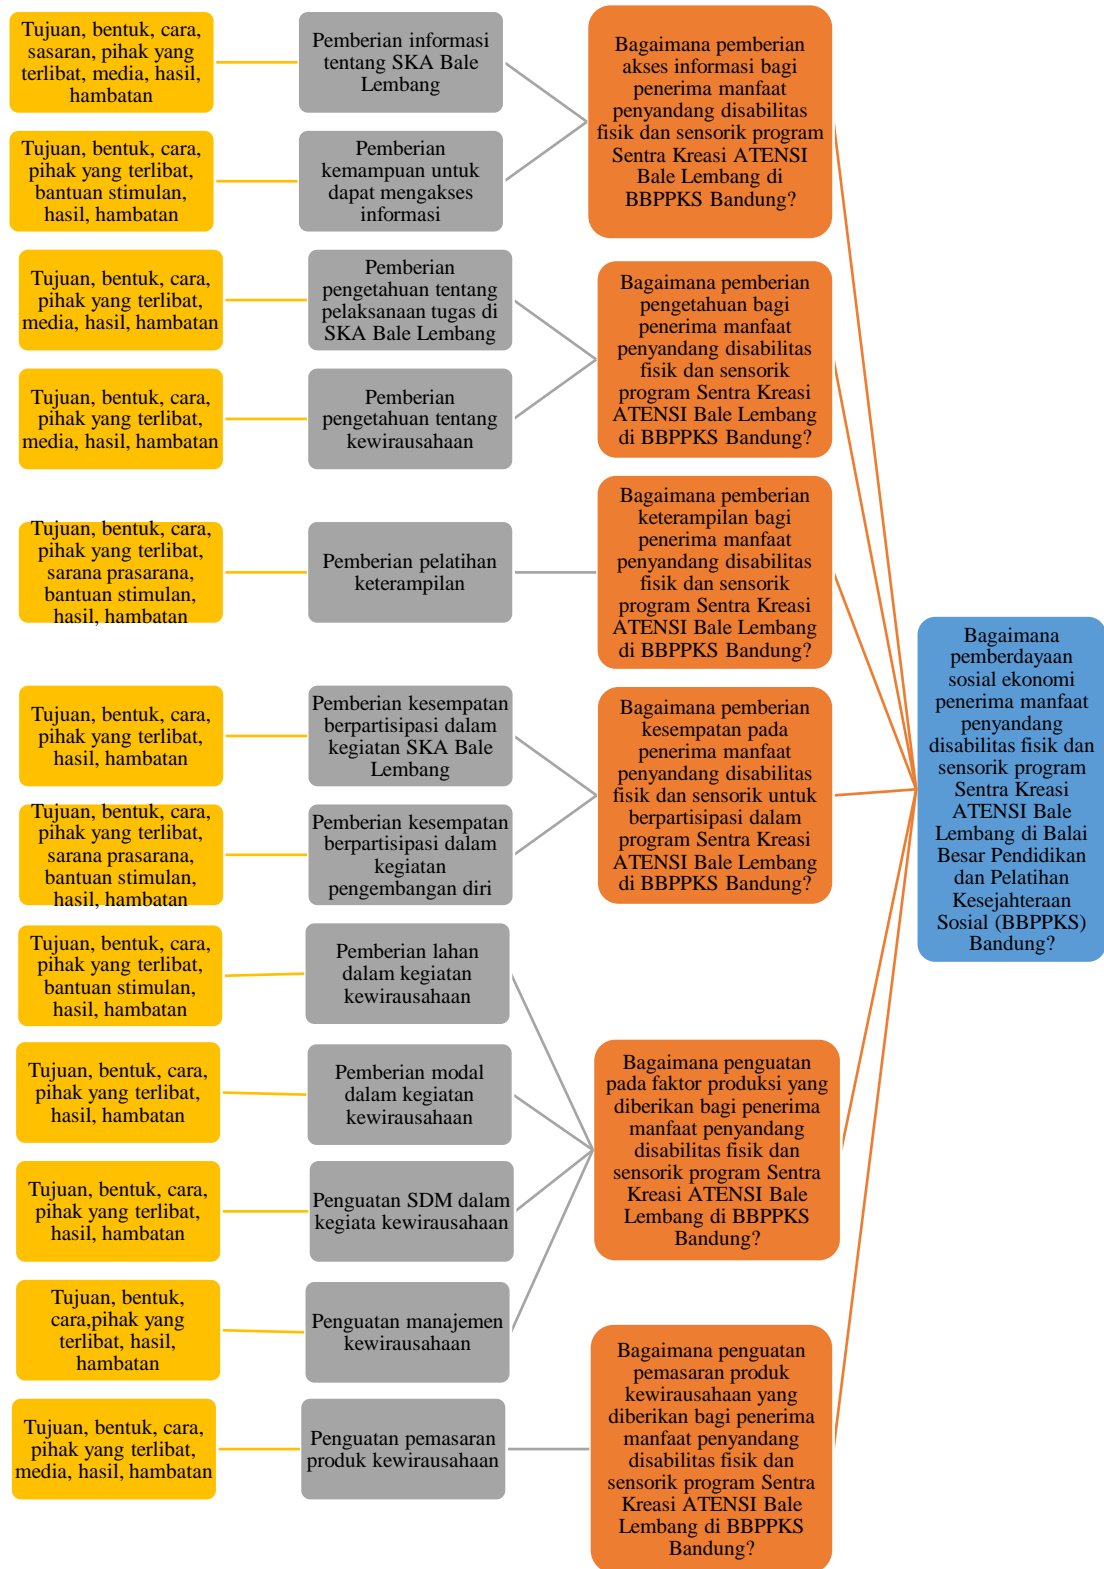 Tujuan, bentuk, cara,
sasaran, pihak yang
terlibat, media, hasil,
hambatan
Pemberian informasi
tentang SKA Bale
Lembang
Bagaimana pemberian
akses informasi bagi
penerima manfaat
penyandang disabilitas
fisik dan sensorik program
Sentra Kreasi ATENSI
Bale Lembang di
BBPPKS Bandung?
Tujuan, bentuk, cara,
pihak yang terlibat,
bantuan stimulan,
hasil, hambatan
Pemberian
kemampuan untuk
dapat mengakses
informasi
Tujuan, bentuk, cara,
pihak yang terlibat,
media, hasil, hambatan
Pemberian
pengetahuan tentang
pelaksanaan tugas di
SKA Bale Lembang
Bagaimana pemberian
pengetahuan bagi
penerima manfaat
penyandang disabilitas
fisik dan sensorik
program Sentra Kreasi
ATENSI Bale Lembang
di BBPPKS Bandung?
Tujuan, bentuk, cara,
pihak yang terlibat,
media, hasil, hambatan
Pemberian
pengetahuan tentang
kewirausahaan
Tujuan, bentuk, cara,
pihak yang terlibat,
sarana prasarana,
bantuan stimulan,
hasil, hambatan
Pemberian pelatihan
keterampilan
Bagaimana pemberian
keterampilan bagi
penerima manfaat
penyandang disabilitas
fisik dan sensorik
program Sentra Kreasi
ATENSI Bale Lembang
di BBPPKS Bandung?
Bagaimana
pemberdayaan
sosial ekonomi
penerima manfaat
penyandang
disabilitas fisik dan
sensorik program
Sentra Kreasi
ATENSI Bale
Lembang di Balai
Besar Pendidikan
dan Pelatihan
Kesejahteraan
Sosial (BBPPKS)
Bandung?
Tujuan, bentuk, cara,
pihak yang terlibat,
hasil, hambatan
Pemberian kesempatan
berpartisipasi dalam
kegiatan SKA Bale
Lembang
Bagaimana pemberian
kesempatan pada
penerima manfaat
penyandang disabilitas
fisik dan sensorik untuk
berpartisipasi dalam
program Sentra Kreasi
ATENSI Bale Lembang
di BBPPKS Bandung?
Tujuan, bentuk, cara,
pihak yang terlibat,
sarana prasarana,
bantuan stimulan,
hasil, hambatan
Pemberian kesempatan
berpartisipasi dalam
kegiatan
pengembangan diri
Tujuan, bentuk, cara,
pihak yang terlibat,
bantuan stimulan,
hasil, hambatan
Pemberian lahan
dalam kegiatan
kewirausahaan
Tujuan, bentuk, cara,
pihak yang terlibat,
hasil, hambatan
Pemberian modal
dalam kegiatan
kewirausahaan
Bagaimana penguatan
pada faktor produksi yang
diberikan bagi penerima
manfaat penyandang
disabilitas fisik dan
sensorik program Sentra
Kreasi ATENSI Bale
Lembang di BBPPKS
Bandung?
Tujuan, bentuk, cara,
pihak yang terlibat,
hasil, hambatan
Penguatan SDM dalam
kegiata kewirausahaan
Tujuan, bentuk,
cara,pihak yang
terlibat, hasil,
hambatan
Penguatan manajemen
kewirausahaan
Tujuan, bentuk, cara,
pihak yang terlibat,
media, hasil, hambatan
Penguatan pemasaran
produk kewirausahaan
Bagaimana penguatan
pemasaran produk
kewirausahaan yang
diberikan bagi penerima
manfaat penyandang
disabilitas fisik dan
sensorik program Sentra
Kreasi ATENSI Bale
Lembang di BBPPKS
Bandung?